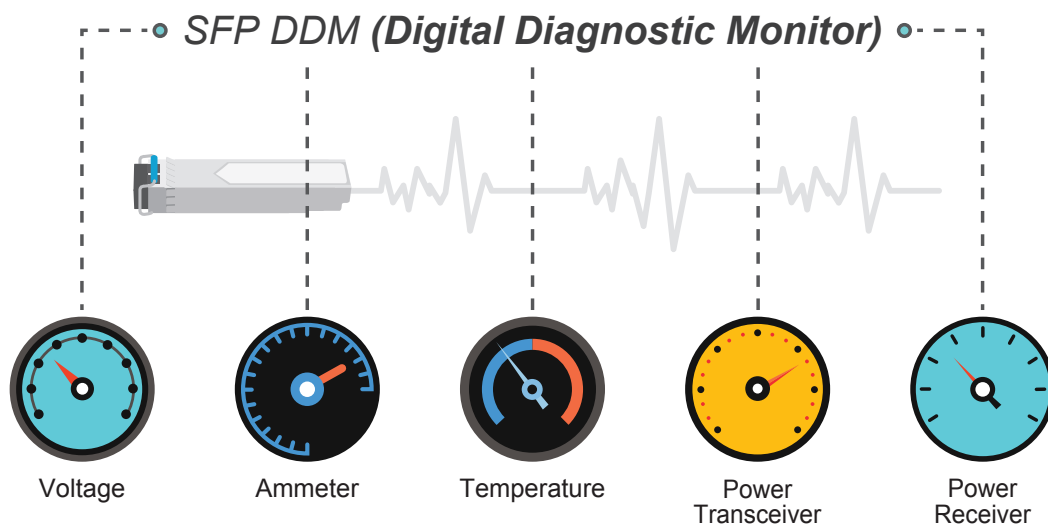 SFP DDM (Digital Diagnostic Monitor)
Voltage
Ammeter
Temperature
Power
Transceiver
Power
Receiver